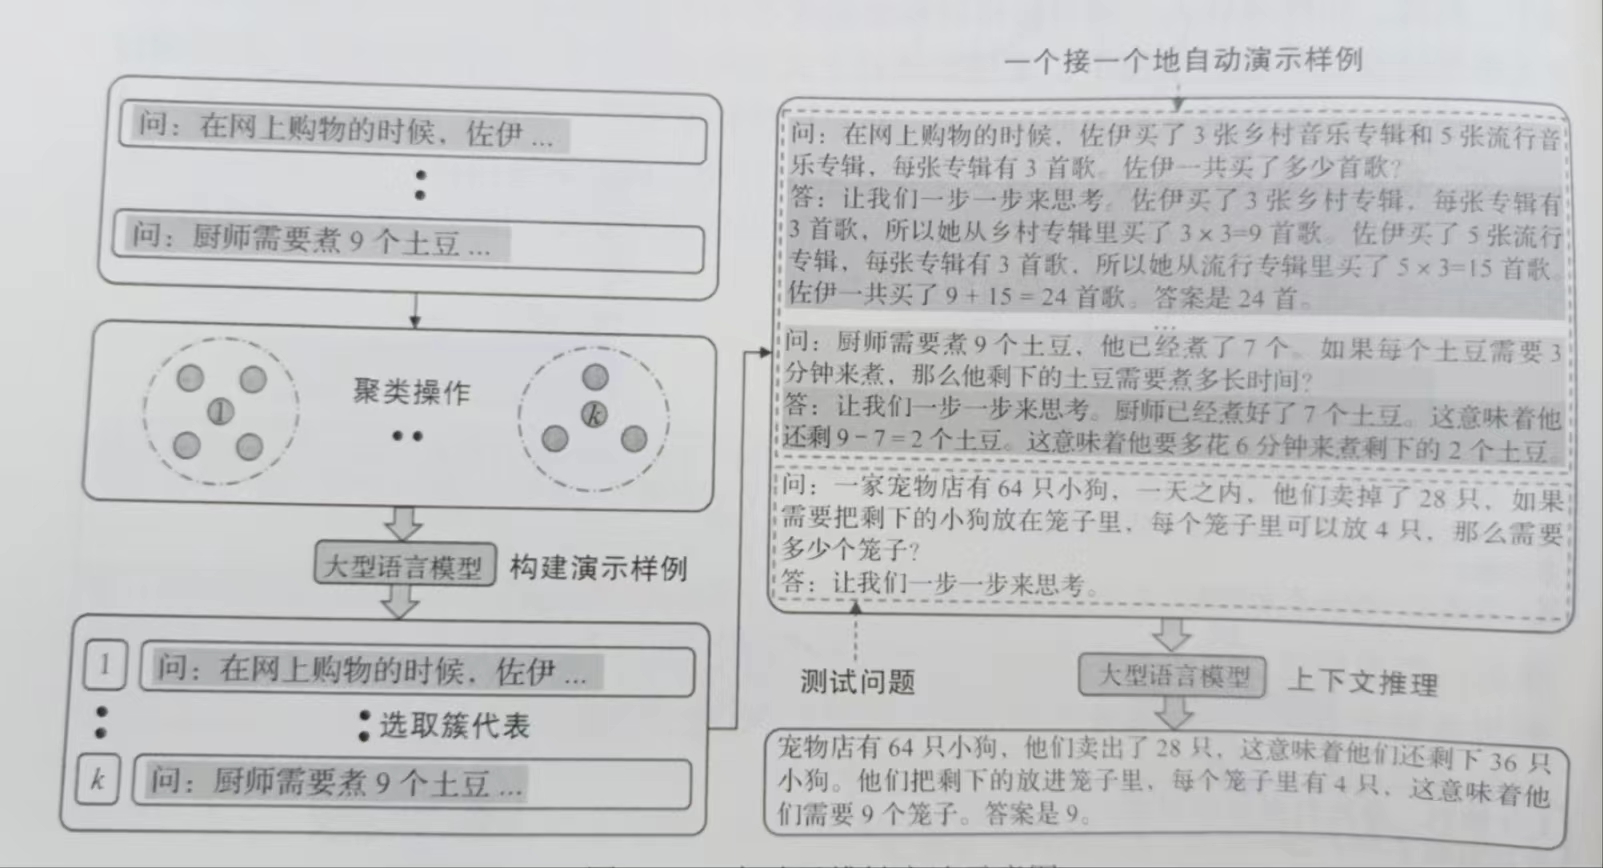 问：在网上购物的时候，佐伊 ...
问：厨师需要煮 9 个土豆 ...
1
聚类操作
k
大型语言模型
构建演示样例
1
问：在网上购物的时候，佐伊 ...
选取簇代表
k
问：厨师需要煮 9 个土豆 ...
一个接一个地自动演示样例
问：在网上购物的时候，佐伊买了 3 张乡村音乐专辑和 5 张流行音
乐专辑，每张专辑有 3 首歌。佐伊一共买了多少首歌？
答：让我们一步一步来思考。佐伊买了 3 张乡村专辑，每张专辑有
3 首歌，所以她从乡村专辑里买了 3 × 3=9 首歌。佐伊买了 5 张流行
专辑，每张专辑有 3 首歌，所以她从流行专辑里买了 5 × 3=15 首歌。
佐伊一共买了 9 + 15 = 24 首歌。答案是 24 首。
...
问：厨师需要煮 9 个土豆，他已经煮了 7 个。如果每个土豆需要 3
分钟来煮，那么他剩下的土豆需要煮多长时间？
答：让我们一步一步来思考。厨师已经煮好了 7 个土豆。这意味着他
还剩 9 − 7 = 2 个土豆。这意味着他要多花 6 分钟来煮剩下的 2 个土豆。
问：一家宠物店有 64 只小狗，一天之内，他们卖掉了 28 只，如果
需要把剩下的小狗放在笼子里，每个笼子里可以放 4 只，那么需要
多少个笼子？
答：让我们一步一步来思考。
测试问题
大型语言模型
上下文推理
宠物店有 64 只小狗，他们卖出了 28 只，这意味着他们还剩下 36 只
小狗。他们把剩下的放进笼子里，每个笼子里有 4 只，这意味着他
们需要 9 个笼子。答案是 9。